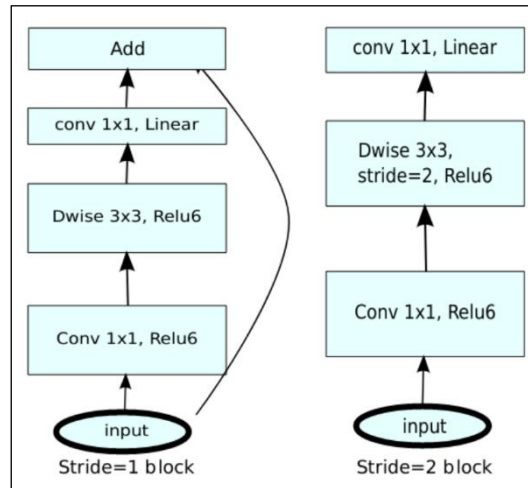 Add
conv 1x1, Linear
Dwise 3x3, Relu6
Conv 1x1, Relu6
input
Stride=1 block
conv 1x1, Linear
Dwise 3x3,
stride=2, Relu6
Conv 1x1, Relu6
input
Stride=2 block